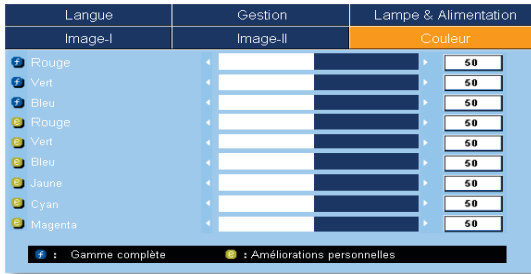 Langue Gestion Lampe & Alimentation
Image-I Image-II Couleur
f Rouge 50
f Vert 50
f Bleu 50
e Rouge 50
e Vert 50
e Bleu 50
e Jaune 50
e Cyan 50
e Magenta 50
f : Gamme complète e : Améliorations personnelles